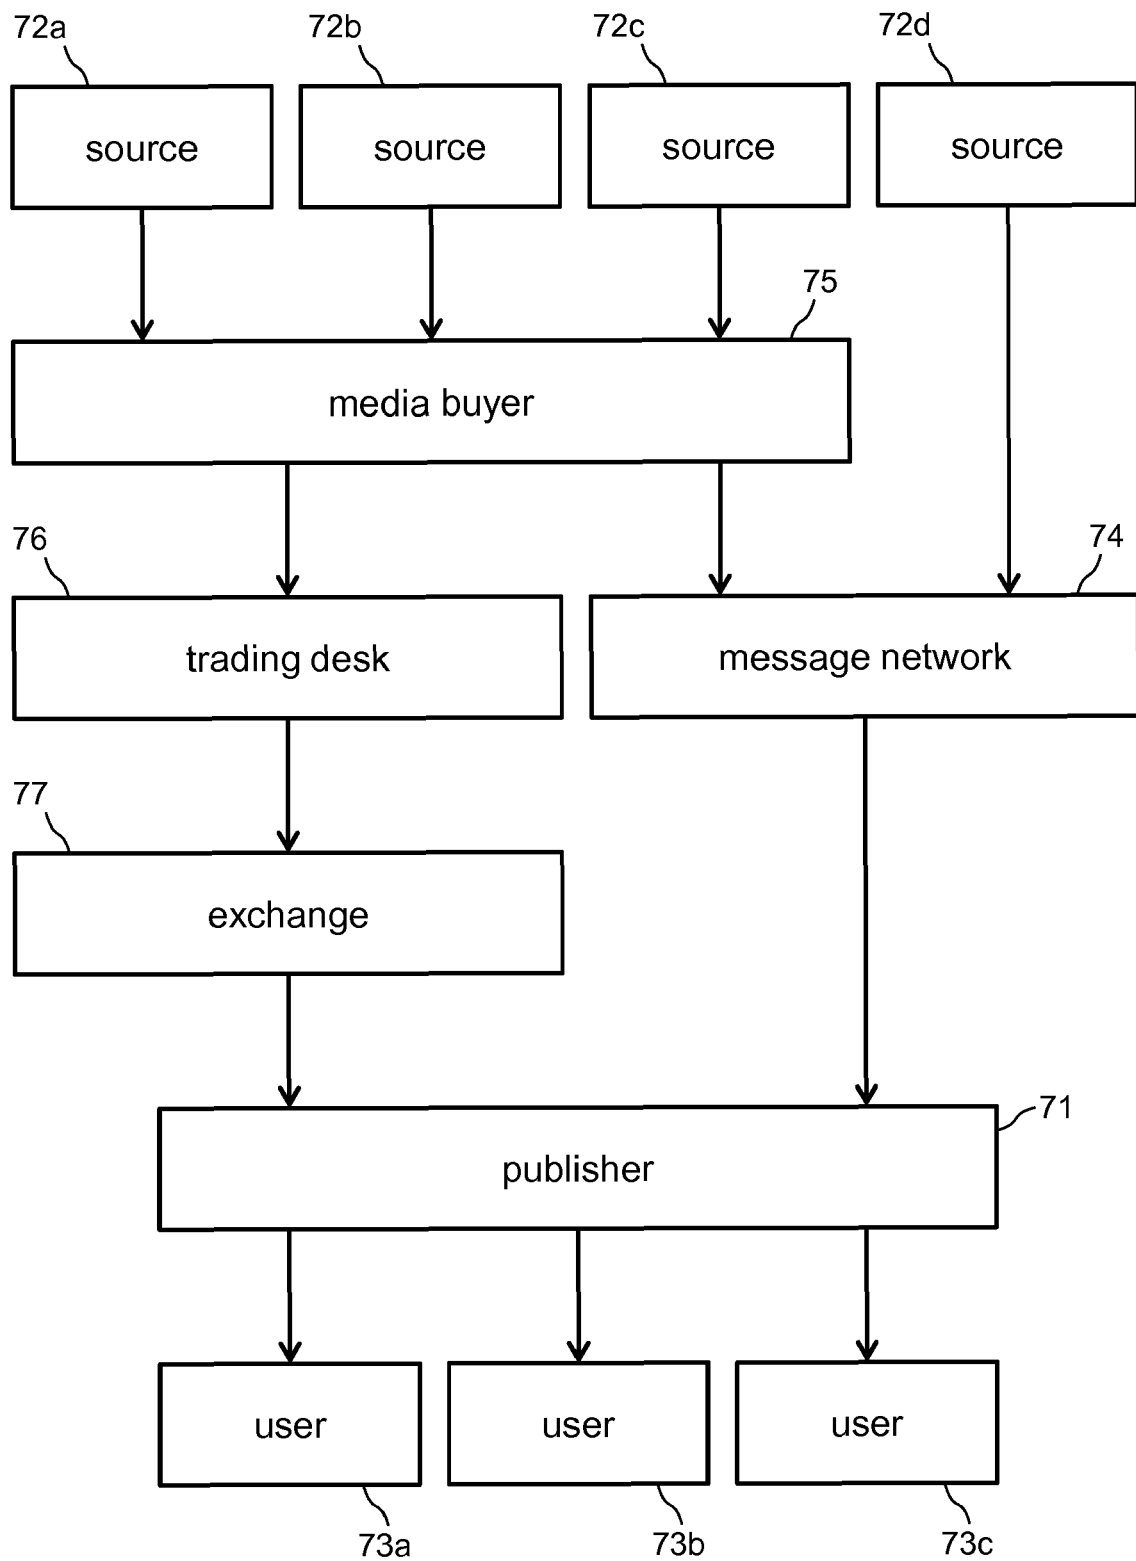 72a 72b 72c 72d
source source source source
75
media buyer
76 74
trading desk message network
77
exchange
71
publisher
user user user
73a 73b 73c